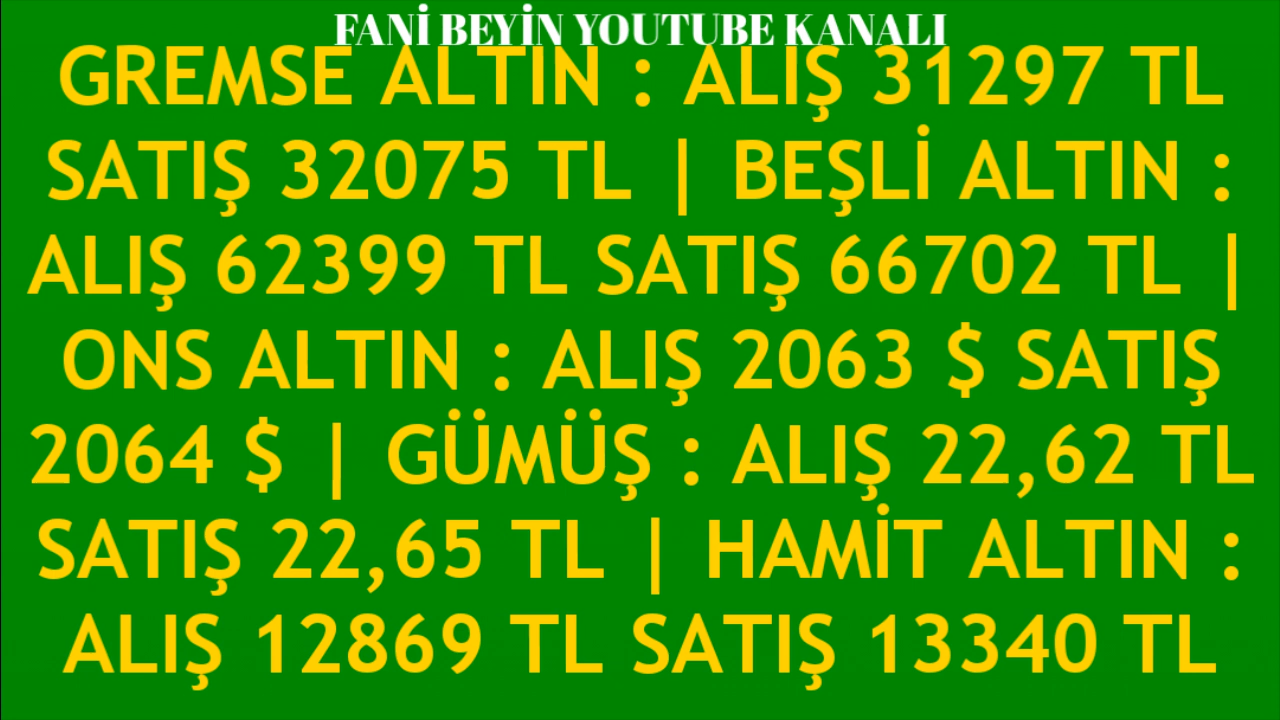 FANİ BEYİN YOUTUBE KANALI
GREMSE ALTIN : ALIŞ 31297 TL
SATIŞ 32075 TL | BEŞLİ ALTIN :
ALIŞ 62399 TL SATIŞ 66702 TL |
ONS ALTIN : ALIŞ 2063 $ SATIŞ
2064 $ | GÜMÜŞ : ALIŞ 22,62 TL
SATIŞ 22,65 TL | HAMİT ALTIN :
ALIŞ 12869 TL SATIŞ 13340 TL